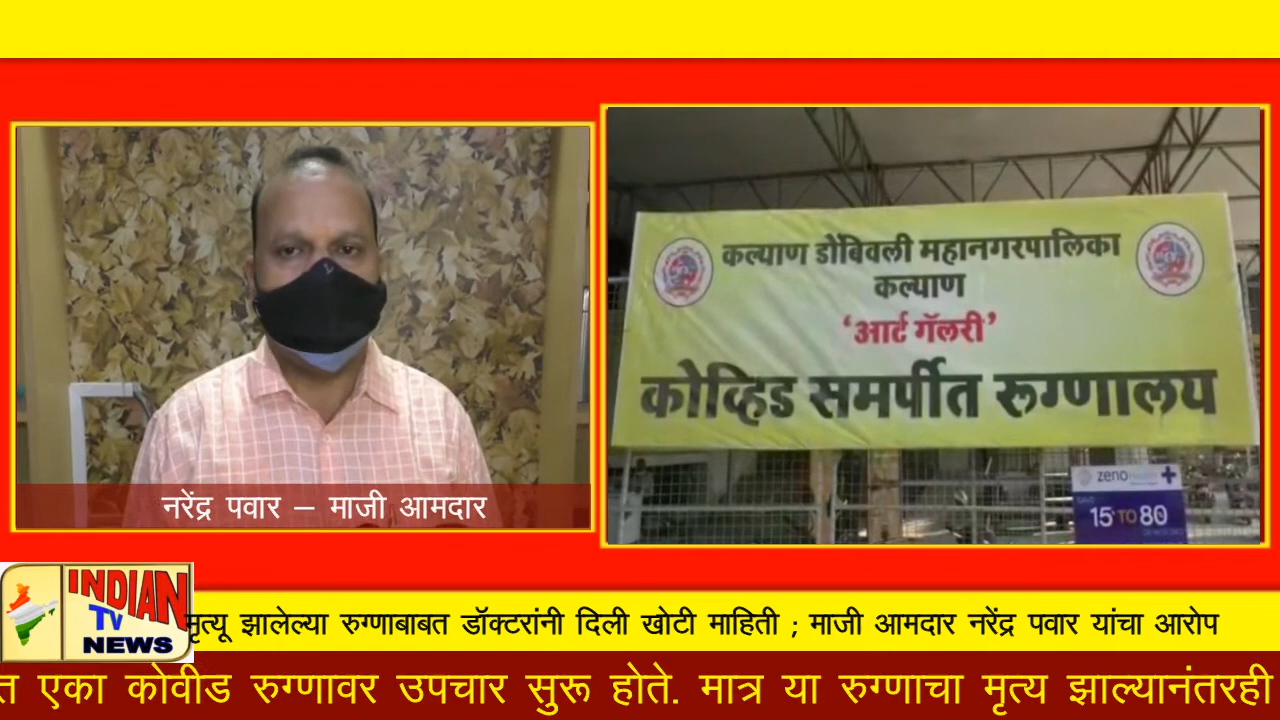 कल्याण डोंबिवली महानगरपालिका
कल्याण
‘आर्ट गॅलरी’
कोव्हिड समर्पीत रूग्णालय
zeno
15 TO 80
नरेंद्र पवार – माजी आमदार
INDIAN
TV
NEWS
मृत्यू झालेल्या रुग्णाबाबत डॉक्टरांनी दिली खोटी माहिती ; माजी आमदार नरेंद्र पवार यांचा आरोप
त एका कोवीड रुग्णावर उपचार सुरू होते. मात्र या रुग्णाचा मृत्य झाल्यानंतरही